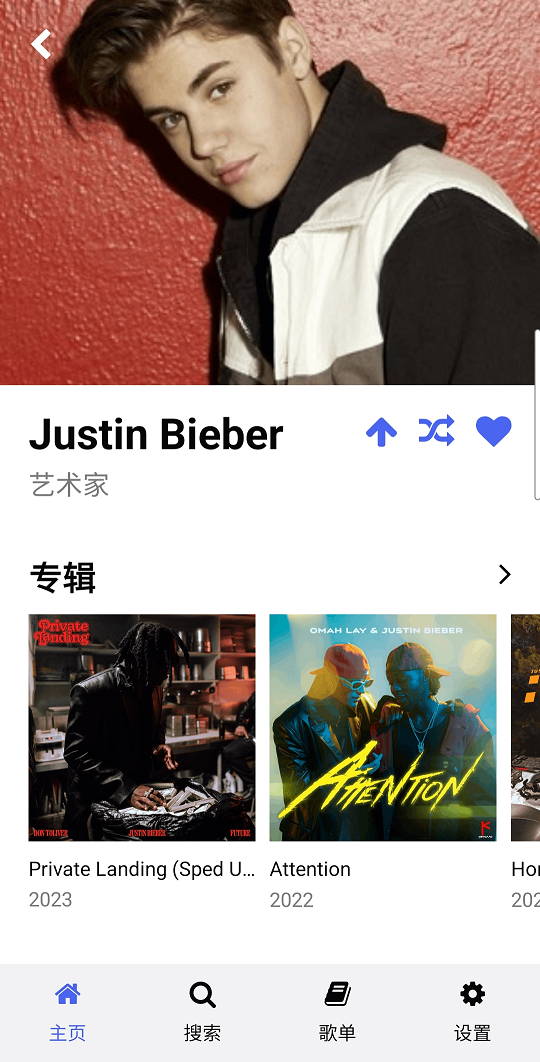 Justin Bieber
艺术家
专辑
Private Landing
DON TOLIVER JUSTIN BIEBER FUTURE
OMAH LAY & JUSTIN BIEBER
ATTENTION
Private Landing (Sped U...
Attention
Hor
2023
2022
202
主页
搜索
歌单
设置